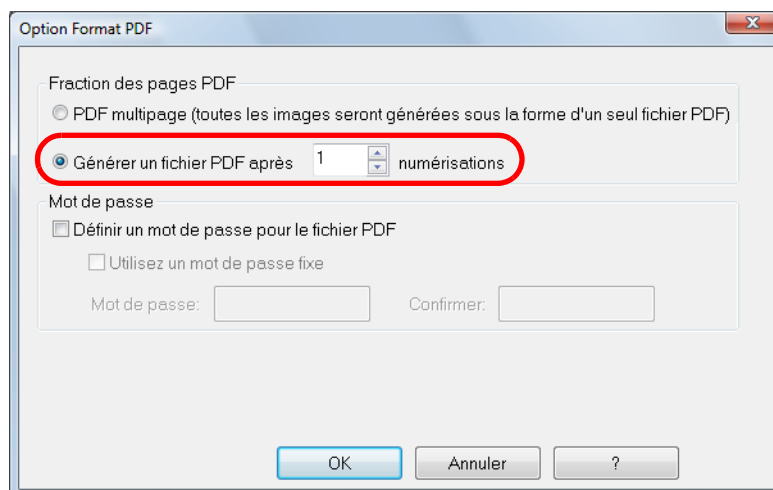 Option Format PDF
Fraction des pages PDF
PDF multipage (toutes les images seront générées sous la forme d'un seul fichier PDF)
Générer un fichier PDF après 1 numérisations
Mot de passe
Définir un mot de passe pour le fichier PDF
Utilisez un mot de passe fixe
Mot de passe: Confirmer:
OK Annuler ?